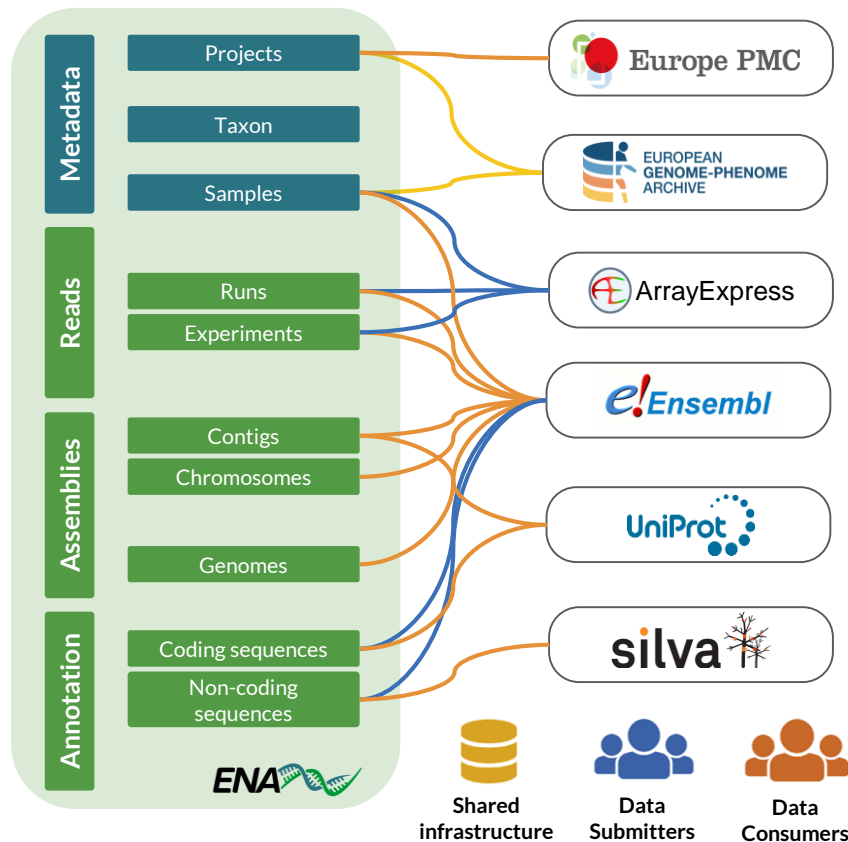 Metadata
Projects
Taxon
Samples
Reads
Runs
Experiments
Assemblies
Contigs
Chromosomes
Genomes
Annotation
Coding sequences
Non-coding
sequences
ENA
Europe PMC
EUROPEAN
GENOME-PHENOME
ARCHIVE
ArrayExpress
e!Ensembl
UniProt
silva
Shared
infrastructure
Data
Submitters
Data
Consumers